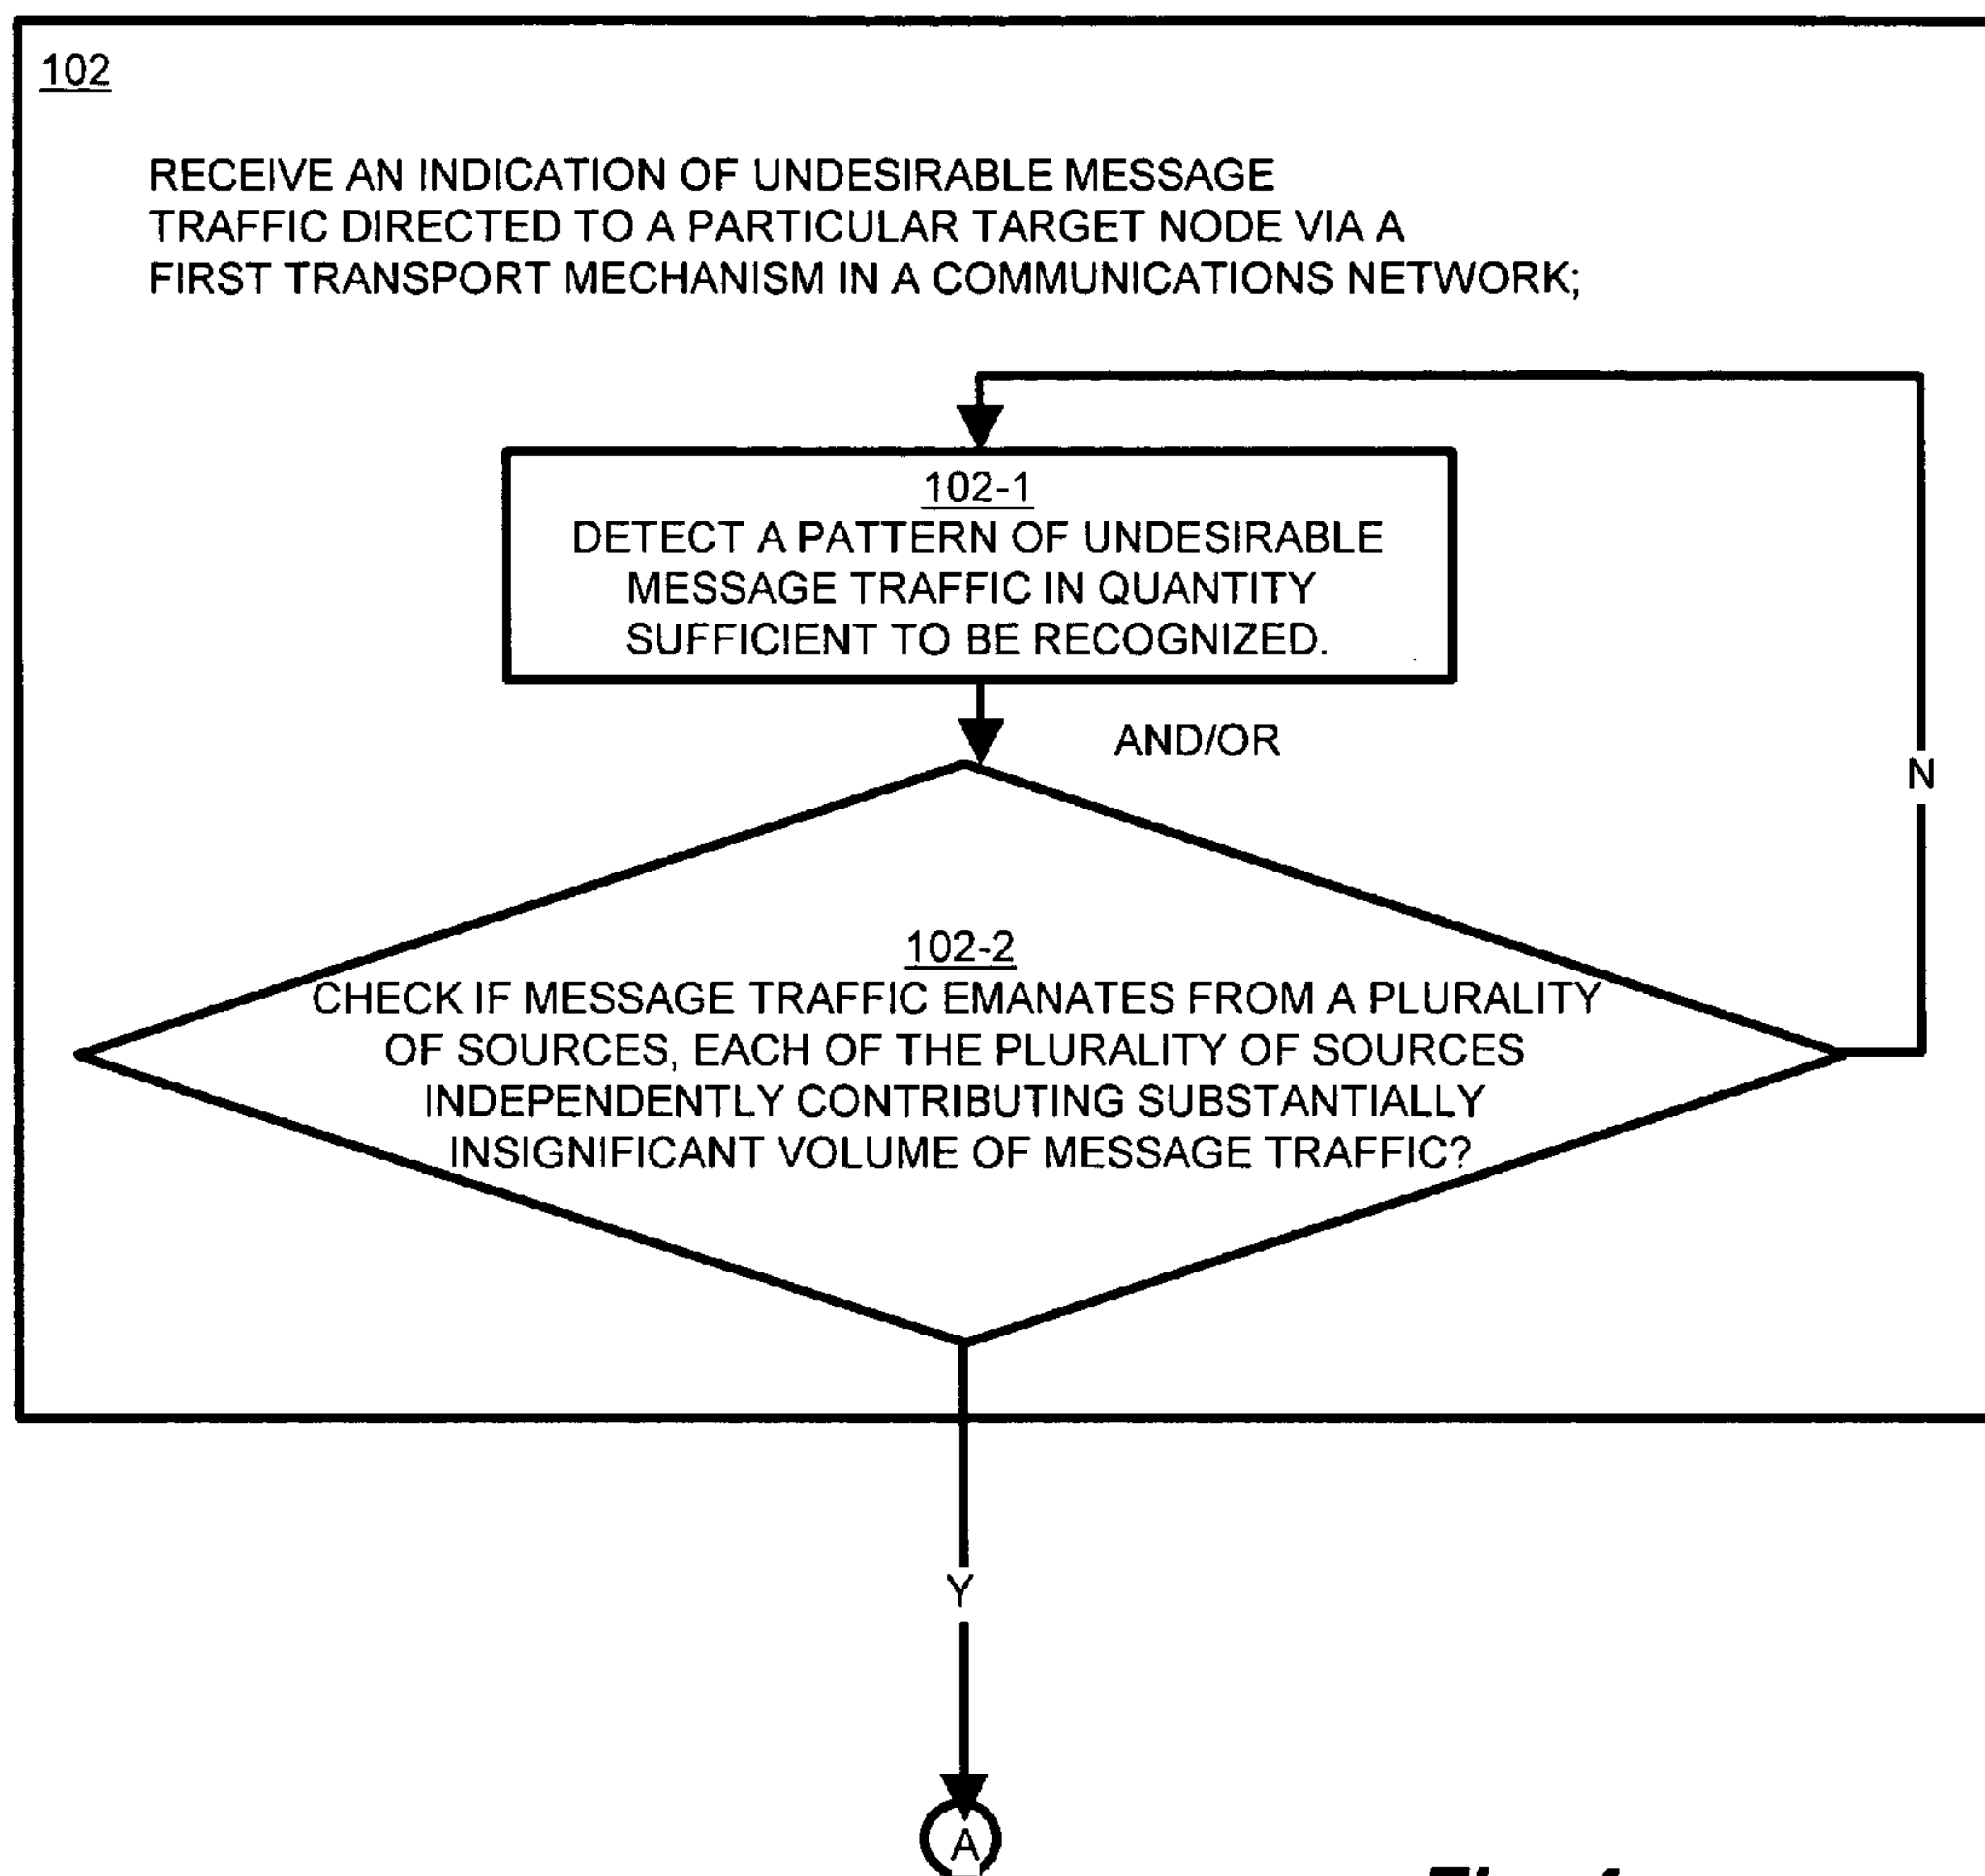 102
RECEIVE AN INDICATION OF UNDESIRABLE MESSAGE
TRAFFIC DIRECTED TO A PARTICULAR TARGET NODE VIA A
FIRST TRANSPORT MECHANISM IN A COMMUNICATIONS NETWORK;
102-1
DETECT A PATTERN OF UNDESIRABLE
MESSAGE TRAFFIC IN QUANTITY
SUFFICIENT TO BE RECOGNIZED.
AND/OR
N
102-2
CHECK IF MESSAGE TRAFFIC EMANATES FROM A PLURALITY
OF SOURCES, EACH OF THE PLURALITY OF SOURCES
INDEPENDENTLY CONTRIBUTING SUBSTANTIALLY
INSIGNIFICANT VOLUME OF MESSAGE TRAFFIC?
Y
A